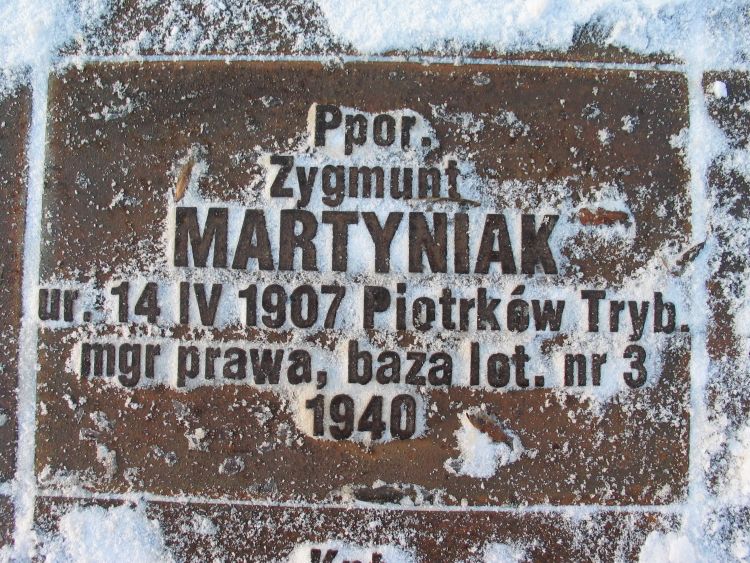 Ppor.
Zygmunt
MARTYNIAK
ur. 14 IV 1907 Piotrków Tryb.
mgr prawa, baza lot. nr 3
1940